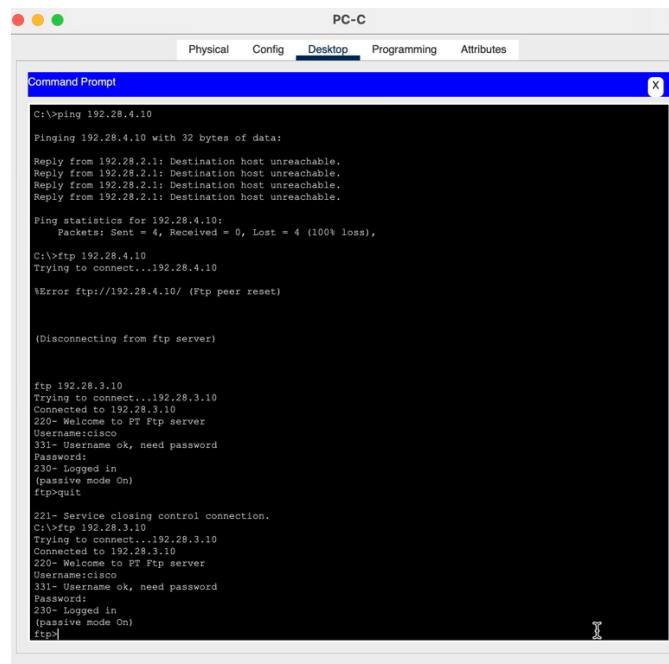 PC-C
Physical Config Desktop Programming Attributes
Command Prompt
X
C:\>ping 192.28.4.10
Pinging 192.28.4.10 with 32 bytes of data:
Reply from 192.28.2.1: Destination host unreachable.
Reply from 192.28.2.1: Destination host unreachable.
Reply from 192.28.2.1: Destination host unreachable.
Reply from 192.28.2.1: Destination host unreachable.
Ping statistics for 192.28.4.10:
Packets: Sent = 4, Received = 0, Lost = 4 (100% loss),
C:\>ftp 192.28.4.10
Trying to connect...192.28.4.10
%Error ftp://192.28.4.10/ (Ftp peer reset)
(Disconnecting from ftp server)
ftp 192.28.3.10
Trying to connect...192.28.3.10
Connected to 192.28.3.10
220- Welcome to PT Ftp server
Username:cisco
331- Username ok, need password
Password:
230- Logged in
(passive mode On)
ftp>quit
221- Service closing control connection.
C:\>ftp 192.28.3.10
Trying to connect...192.28.3.10
Connected to 192.28.3.10
220- Welcome to PT Ftp server
Username:cisco
331- Username ok, need password
Password:
230- Logged in
(passive mode On)
ftp>